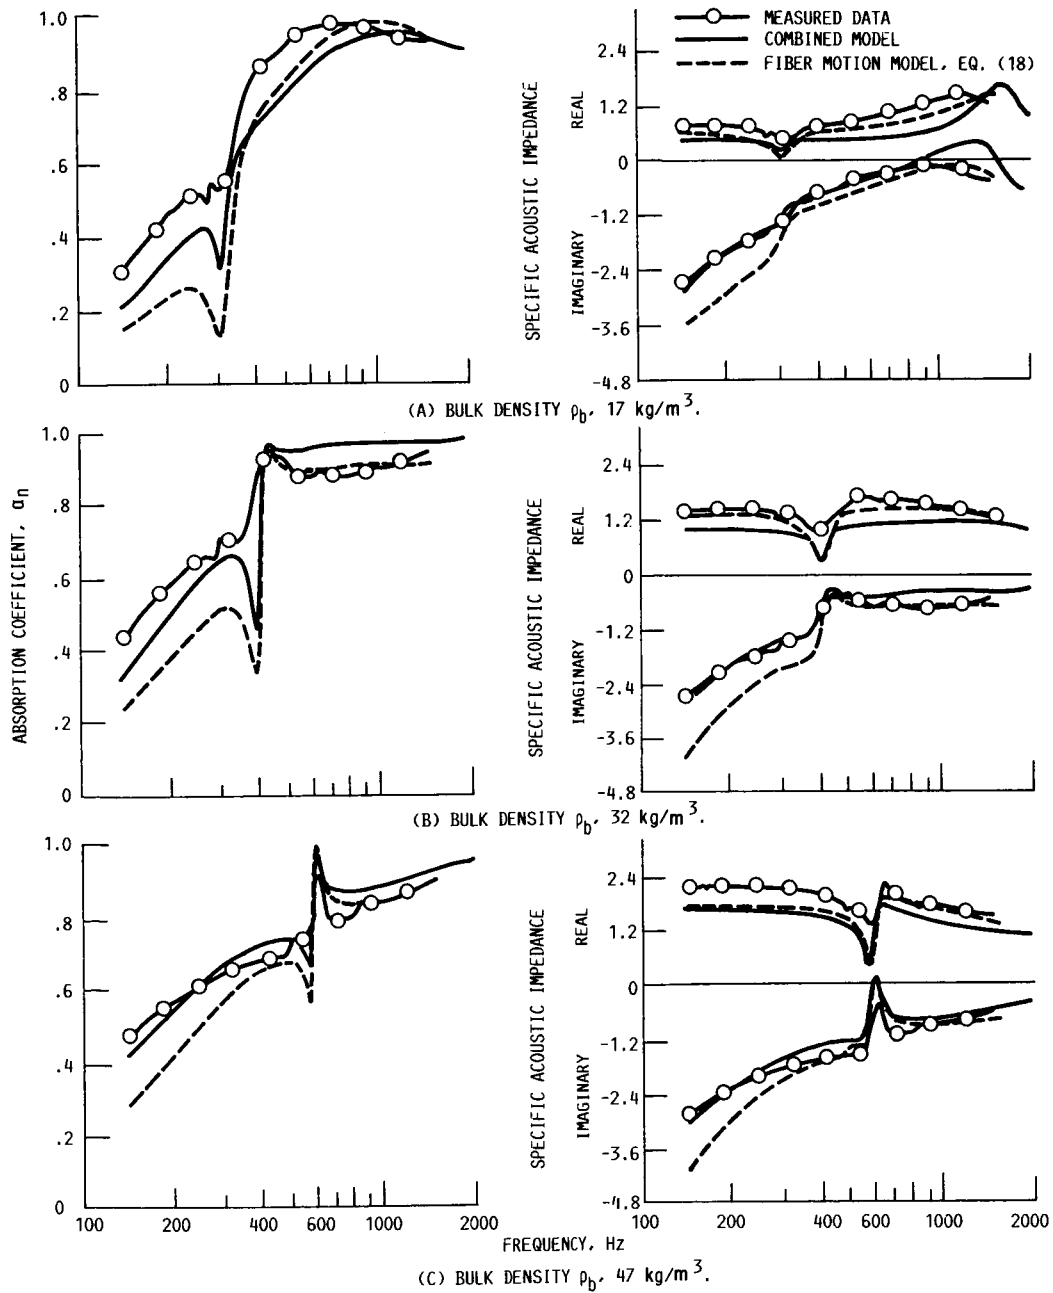 MEASURED DATA
COMBINED MODEL
FIBER MOTION MODEL, EQ. (18)
1.0
.8
.6
.4
.2
0
SPECIFIC ACOUSTIC IMPEDANCE
REAL
IMAGINARY
2.4
1.2
0
-1.2
-2.4
-3.6
-4.8
(A) BULK DENSITY ρb, 17 kg/m³.
ABSORPTION COEFFICIENT, αn
1.0
.8
.6
.4
.2
0
SPECIFIC ACOUSTIC IMPEDANCE
REAL
IMAGINARY
2.4
1.2
0
-1.2
-2.4
-3.6
-4.8
(B) BULK DENSITY ρb, 32 kg/m³.
1.0
.8
.6
.4
.2
0
100 200 400 600 1000 2000
SPECIFIC ACOUSTIC IMPEDANCE
REAL
IMAGINARY
2.4
1.2
0
-1.2
-2.4
-3.6
-4.8
100 200 400 600 1000 2000
FREQUENCY, Hz
(C) BULK DENSITY ρb, 47 kg/m³.